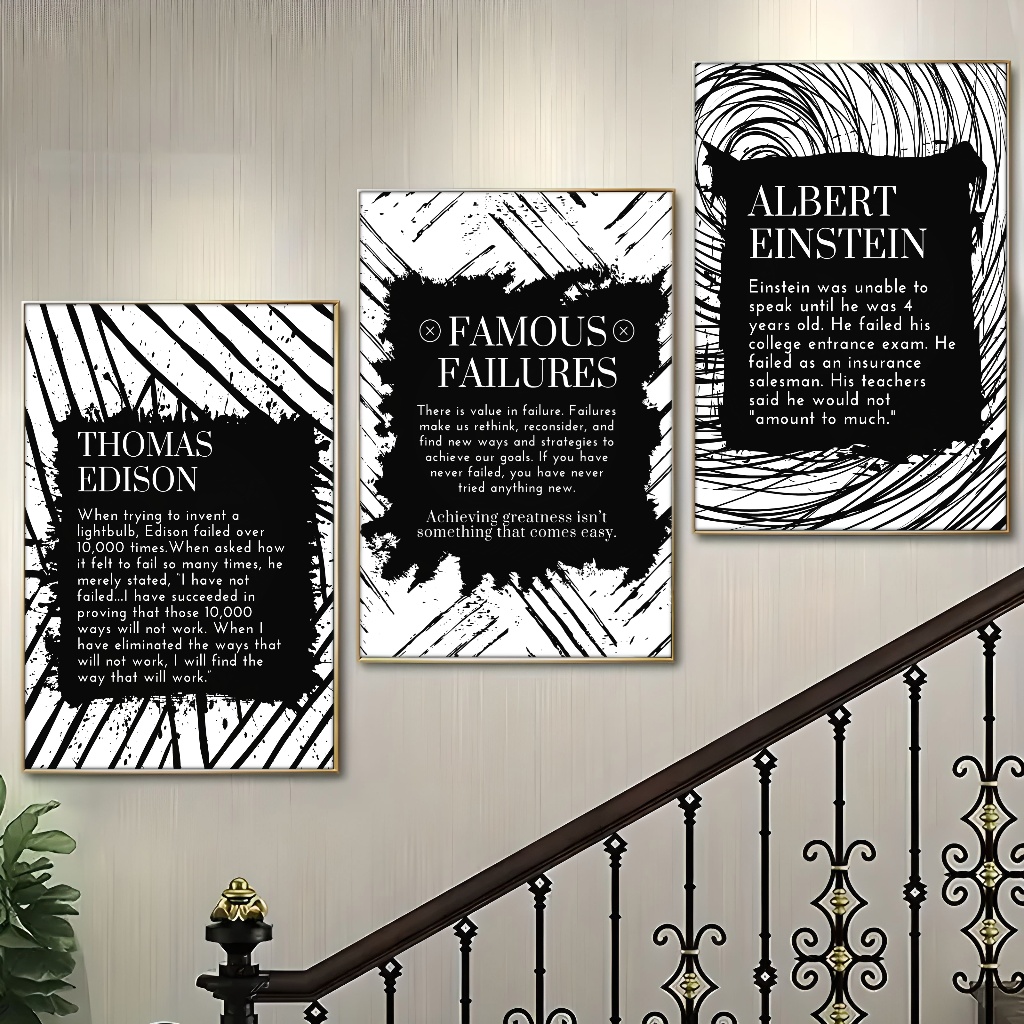 THOMAS
EDISON
When trying to invent a
lightbulb, Edison failed over
10,000 times.When asked how
it felt to fail so many times, he
merely stated, "I have not
failed...I have succeeded in
proving that those 10,000
ways will not work. When I
have eliminated the ways that
will not work, I will find the
way that will work."
FAMOUS
FAILURES
There is value in failure. Failures
make us rethink, reconsider, and
find new ways and strategies to
achieve our goals. If you have
never failed, you have never
tried anything new.
Achieving greatness isn't
something that comes easy.
ALBERT
EINSTEIN
Einstein was unable to
speak until he was 4
years old. He failed his
college entrance exam. He
failed as an insurance
salesman. His teachers
said he would not
"amount to much."